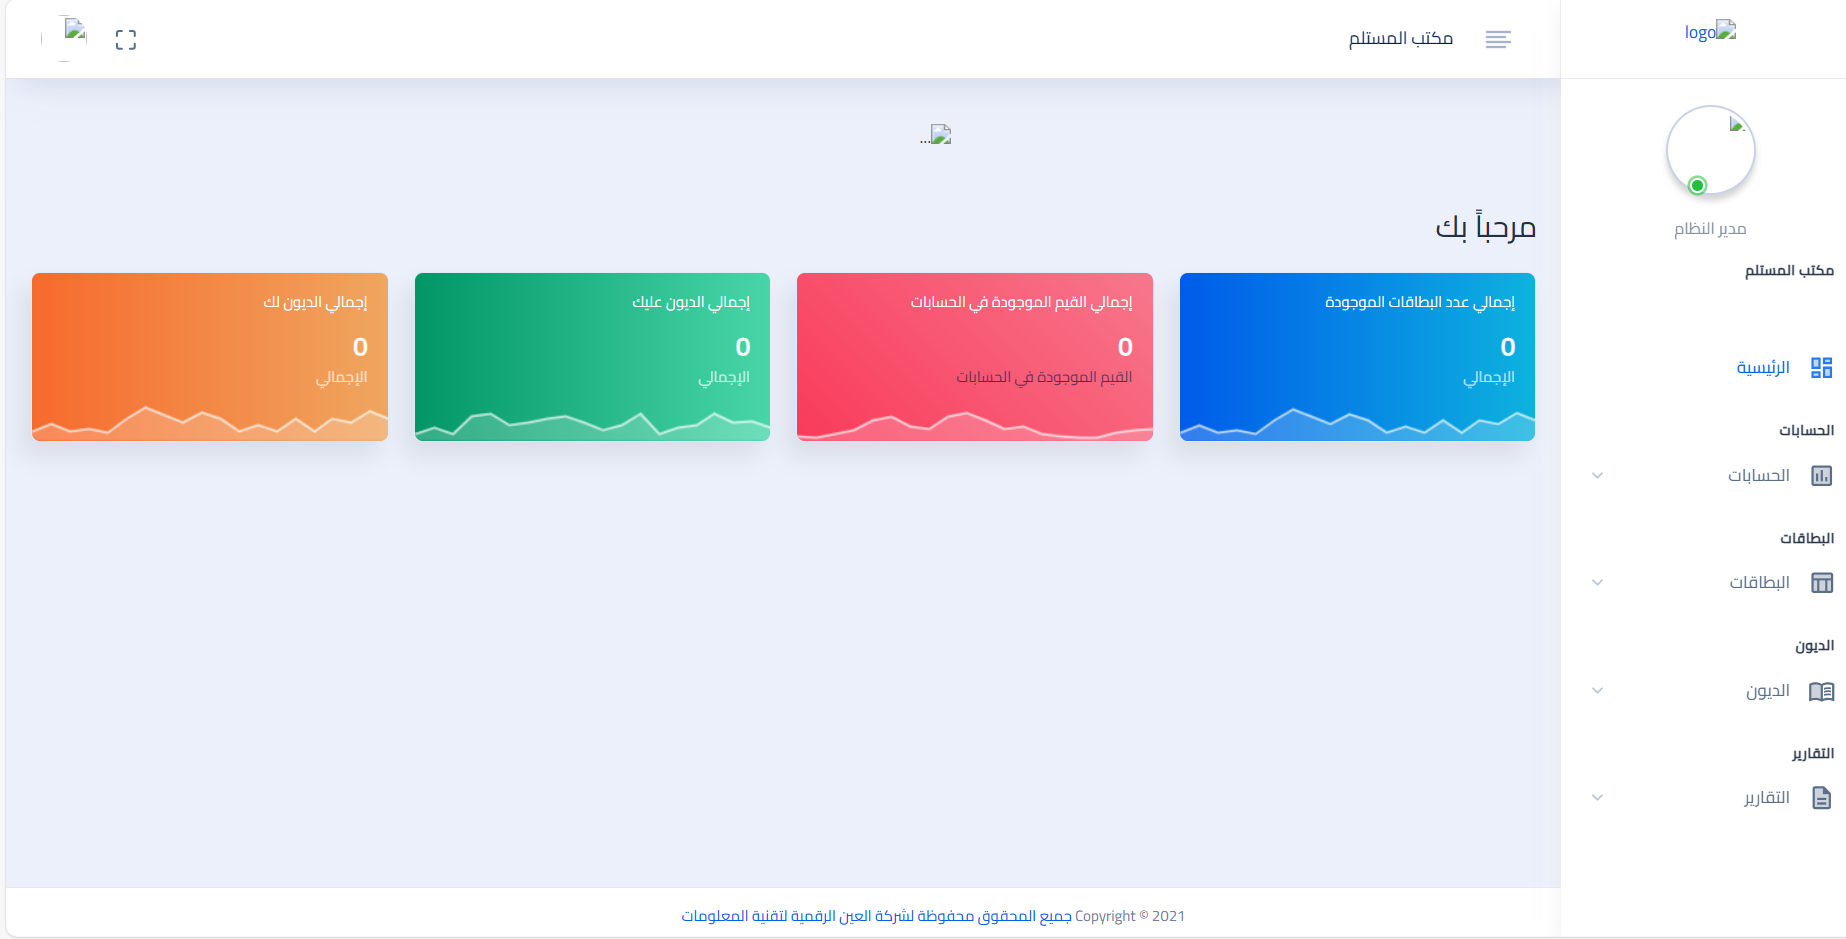 logo
مدير النظام
مكتب المستلم
الرئيسية
الحسابات
الحسابات
البطاقات
البطاقات
الديون
الديون
التقارير
التقارير
مكتب المستلم
...
مرحباً بك
إجمالي عدد البطاقات الموجودة
0
الإجمالي
إجمالي القيم الموجودة في الحسابات
0
القيم الموجودة في الحسابات
إجمالي الديون عليك
0
الإجمالي
إجمالي الديون لك
0
الإجمالي
Copyright © 2021 جميع المحقوق محفوظة لشركة العين الرقمية لتقنية المعلومات